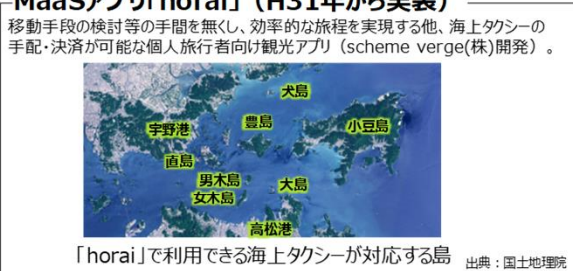 MaaSアプリ「horai」（H31年から実装）
移動手段の検討等の手間を無くし、効率的な旅程を実現する他、海上タクシーの
手配・決済が可能な個人旅行者向け観光アプリ（scheme verge(株)開発）。
犬島
宇野港
豊島
小豆島
直島
男木島
大島
女木島
高松港
「horai」で利用できる海上タクシーが対応する島
出典：国土地理院